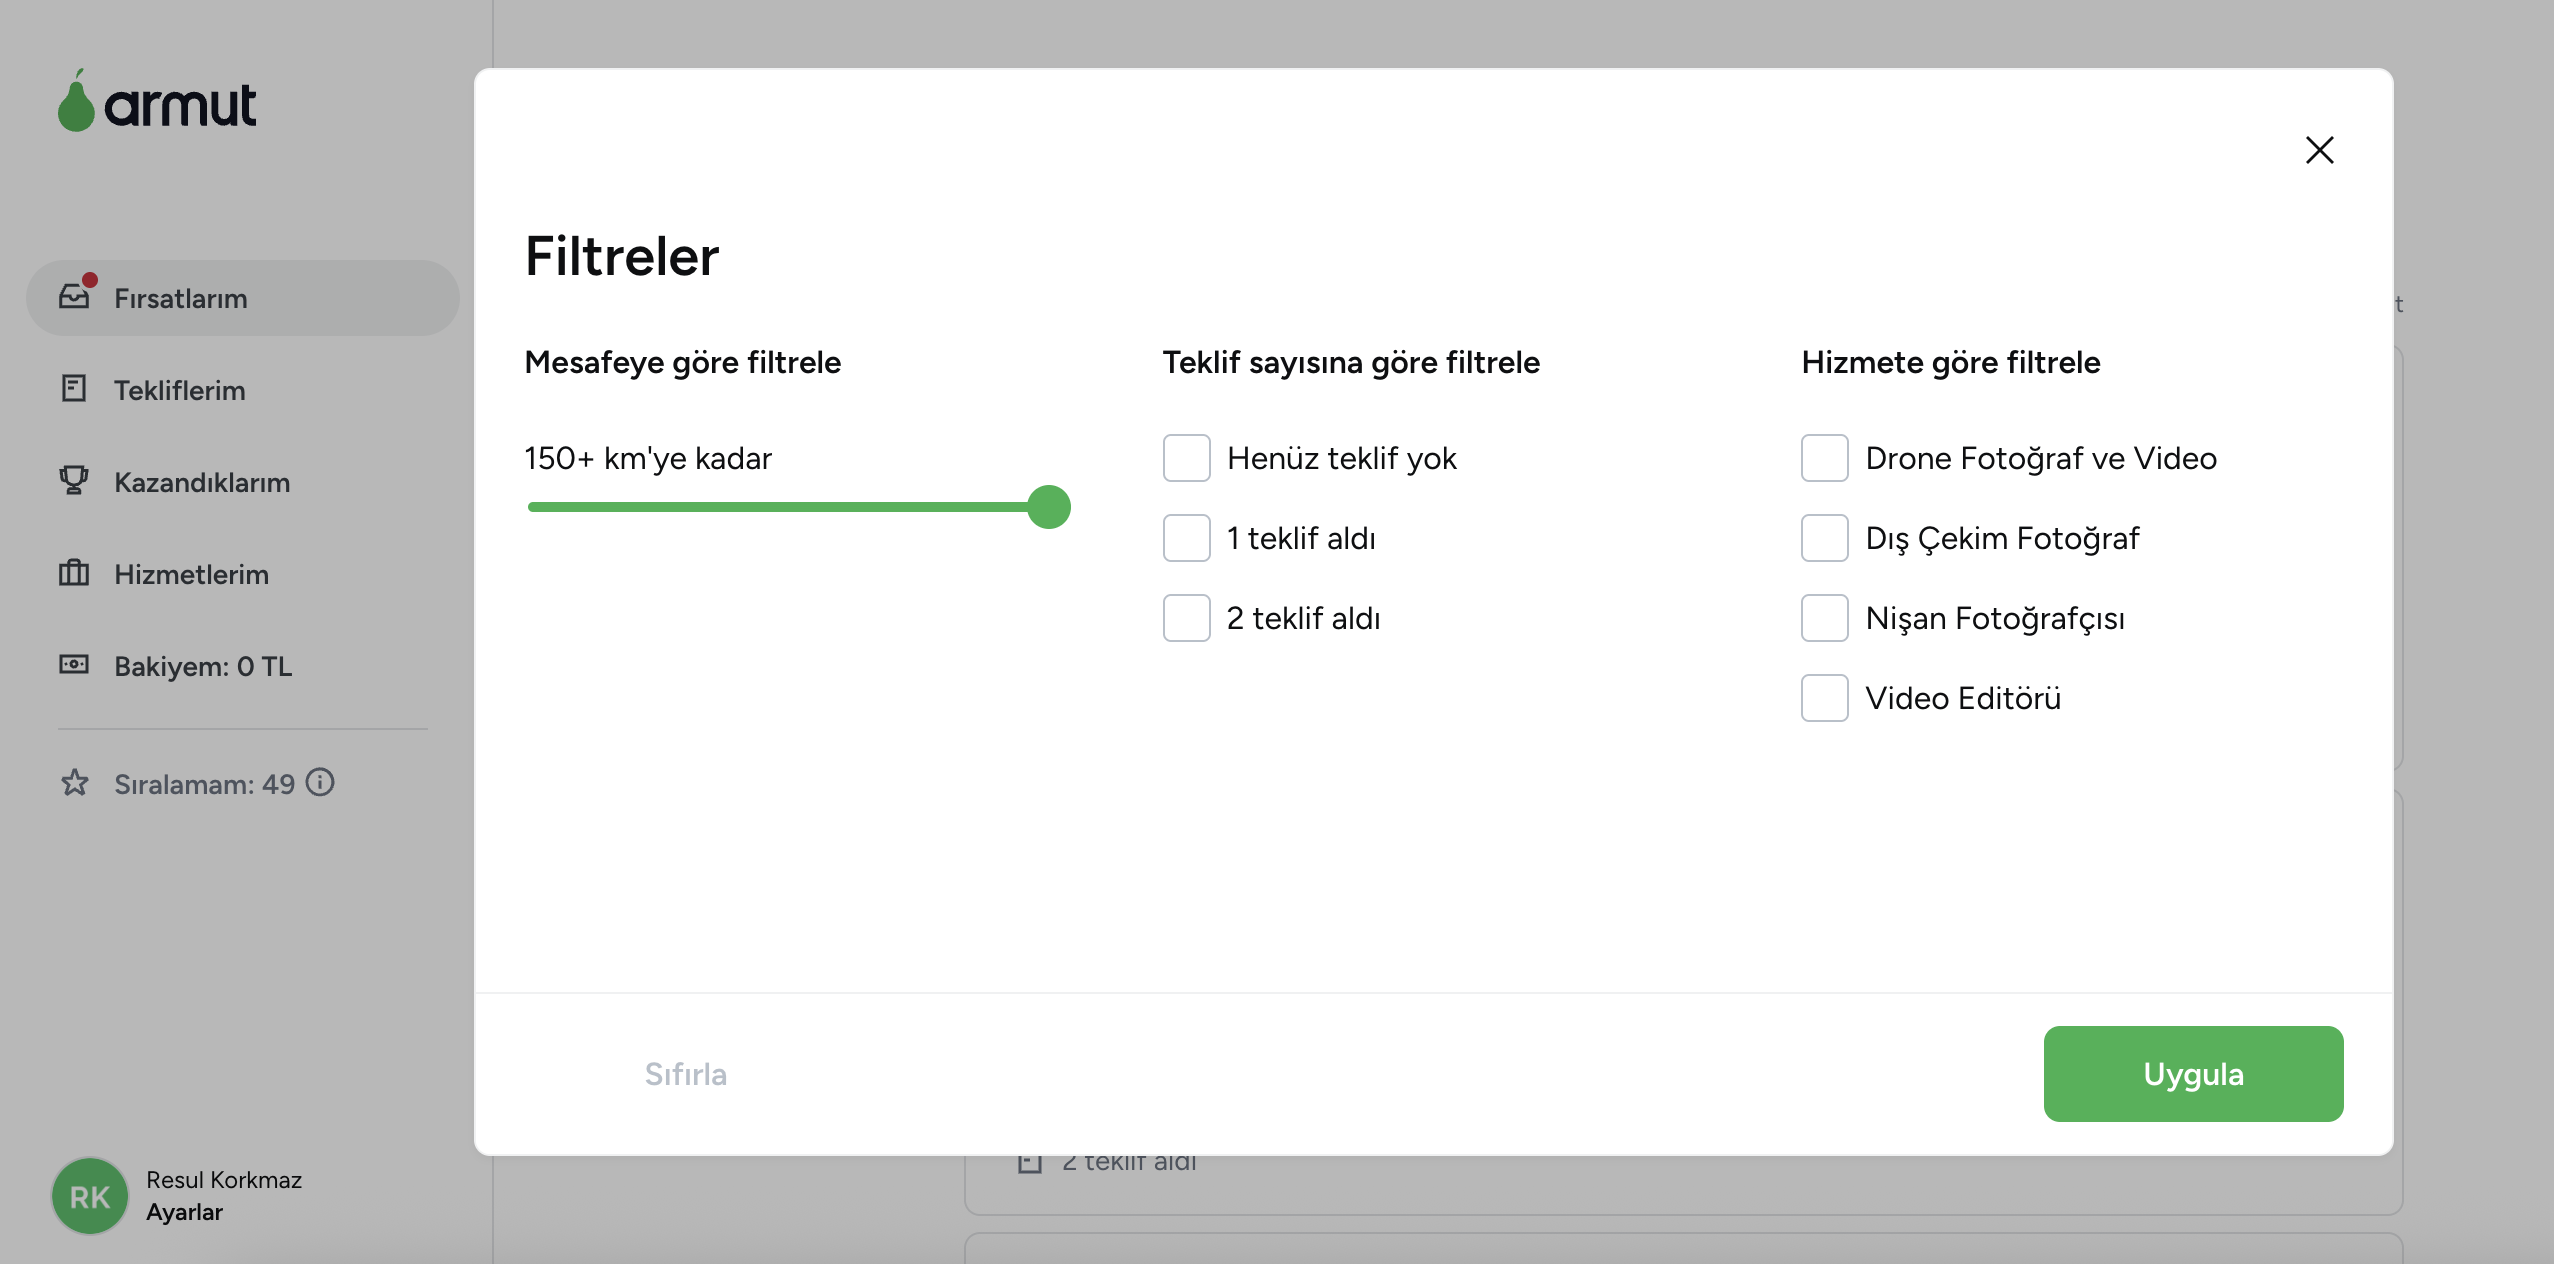 armut
Fırsatlarım
Tekliflerim
Kazandıklarım
Hizmetlerim
Bakiyem: 0 TL
Sıralamam: 49
RK
Resul Korkmaz
Ayarlar
Filtreler
Mesafeye göre filtrele
150+ km'ye kadar
Teklif sayısına göre filtrele
Henüz teklif yok
1 teklif aldı
2 teklif aldı
Hizmete göre filtrele
Drone Fotoğraf ve Video
Dış Çekim Fotoğraf
Nişan Fotoğrafçısı
Video Editörü
Sıfırla
Uygula
t
2 teklif aldı